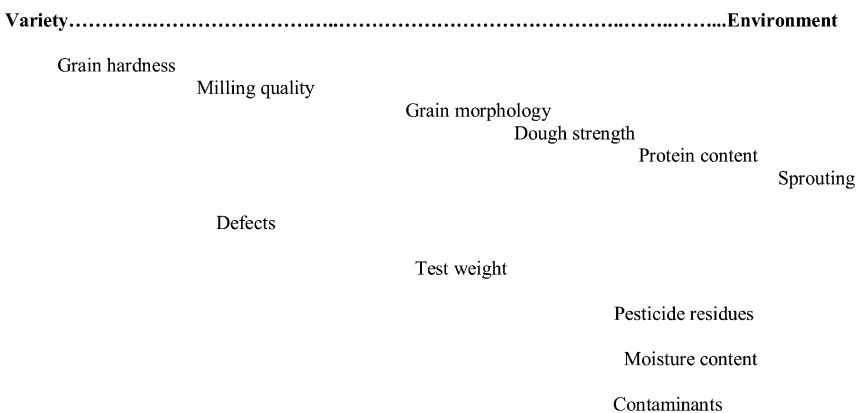 Variety………….……………………….…...……………….………………………….……..……...Environment
Grain hardness
Milling quality
Grain morphology
Dough strength
Protein content
Sprouting
Defects
Test weight
Pesticide residues
Moisture content
Contaminants